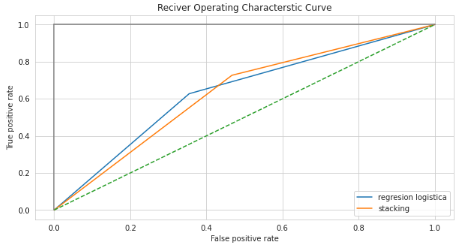 Reciver Operating Characterstic Curve
True positive rate
1.0
0.8
0.6
0.4
0.2
0.0
0.0 0.2 0.4 0.6 0.8 1.0
False positive rate
regresion logistica
stacking